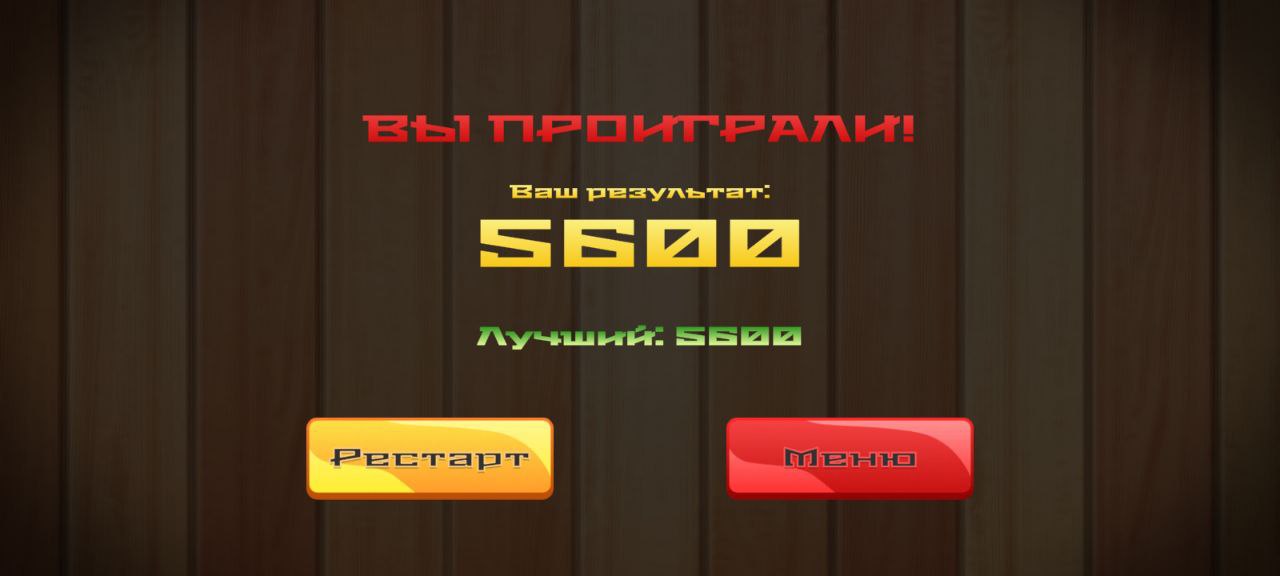 ВЫ ПРОИГРАЛИ!
Ваш результат:
5600
Лучший: 5600
Рестарт
Меню